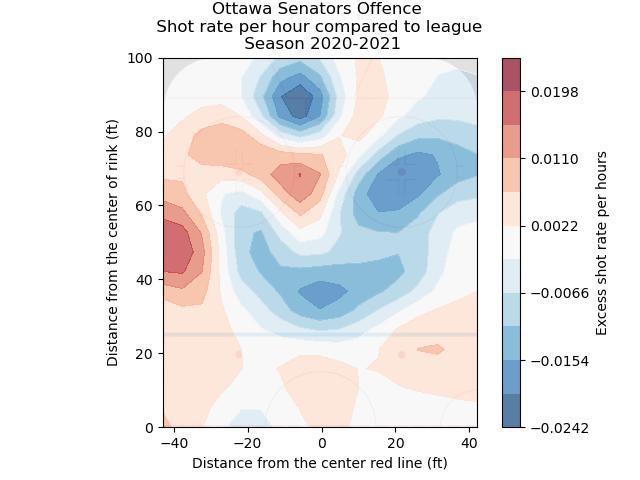 Ottawa Senators Offence
Shot rate per hour compared to league
Season 2020-2021
100
80
60
40
20
0
−40
−20
0
20
40
Distance from the center of rink (ft)
Distance from the center red line (ft)
0.0198
0.0110
0.0022
−0.0066
−0.0154
−0.0242
Excess shot rate per hours